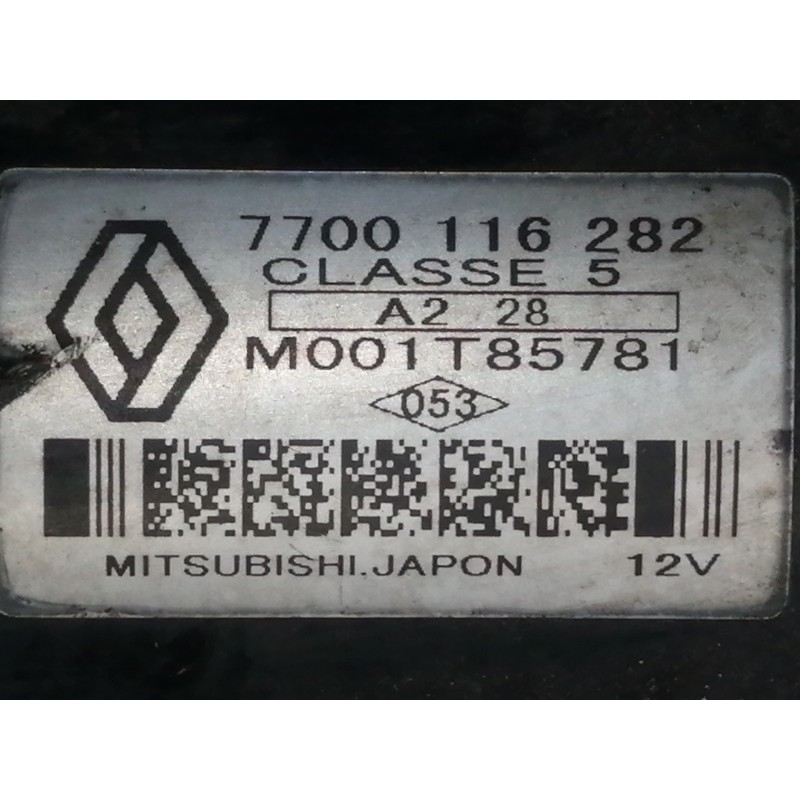 7700 116 282
CLASSE 5
A2 28
M001T85781
053
MITSUBISHI.JAPON 12V